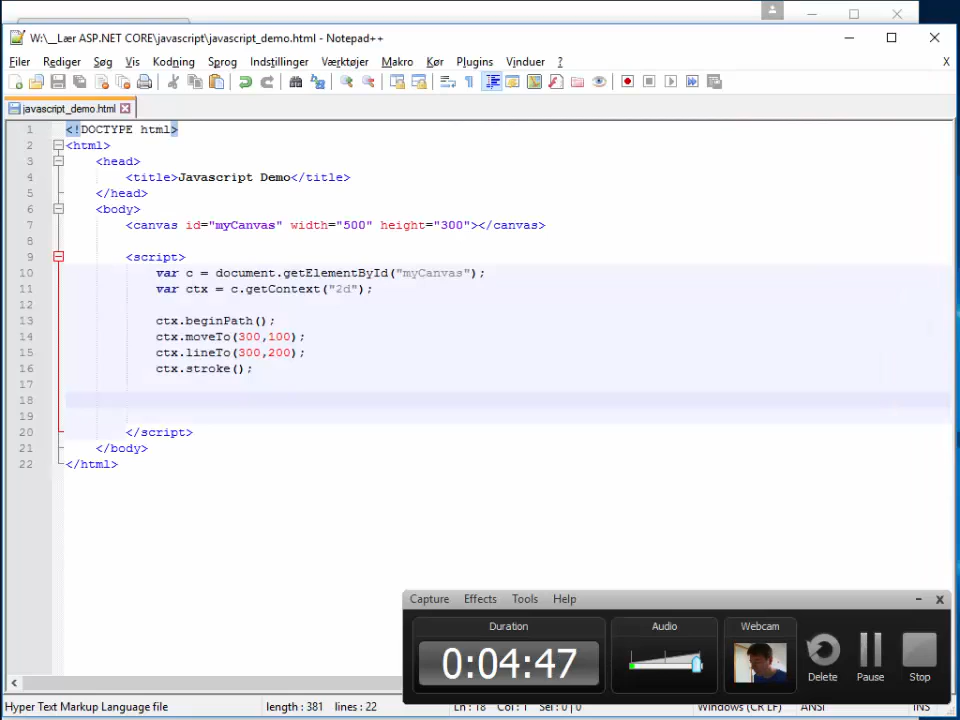 W:\__Lær ASP.NET CORE\javascript\javascript_demo.html - Notepad++
Filer Rediger Søg Vis Kodning Sprog Indstillinger Værktøjer Makro Kør Plugins Vinduer ? X
javascript_demo.html
1 <!DOCTYPE html>
2 <html>
3 <head>
4 <title>Javascript Demo</title>
5 </head>
6 <body>
7 <canvas id="myCanvas" width="500" height="300"></canvas>
8
9 <script>
10 var c = document.getElementById("myCanvas");
11 var ctx = c.getContext("2d");
12
13 ctx.beginPath();
14 ctx.moveTo(300,100);
15 ctx.lineTo(300,200);
16 ctx.stroke();
17
18
19
20 </script>
21 </body>
22 </html>
Capture Effects Tools Help
Duration Audio Webcam
0:04:47
Delete Pause Stop
Hyper Text Markup Language file length : 381 lines : 22 Ln : 18 Col : 1 Sel : 0 | 0 Windows (CR LF) ANSI INS